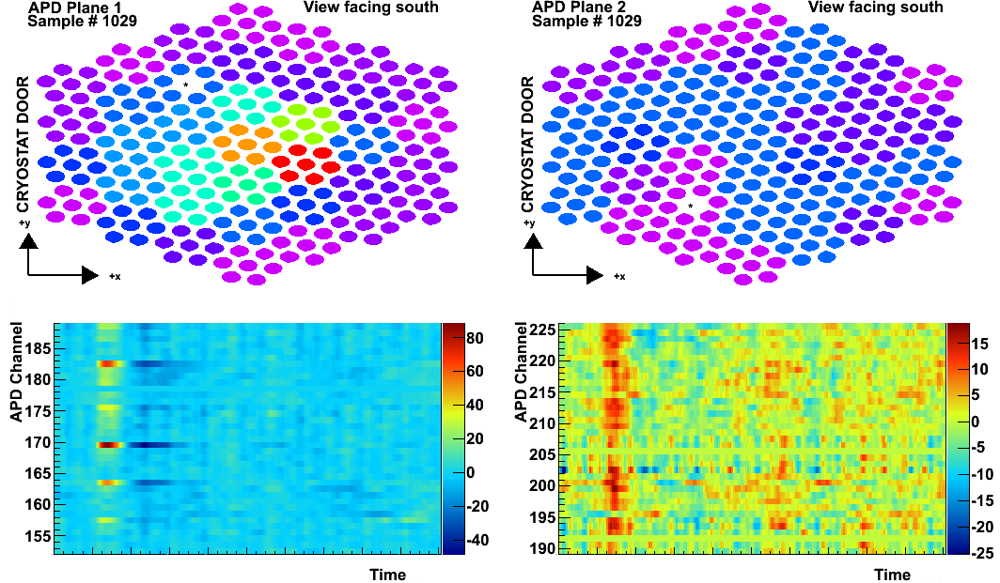 APD Plane 1
Sample # 1029
View facing south
CRYOSTAT DOOR
+y
+x
*
APD Plane 2
Sample # 1029
View facing south
CRYOSTAT DOOR
+y
+x
*
APD Channel
185
180
175
170
165
160
155
Time
80
60
40
20
0
-20
-40
APD Channel
225
220
215
210
205
200
195
190
Time
15
10
5
0
-5
-10
-15
-20
-25